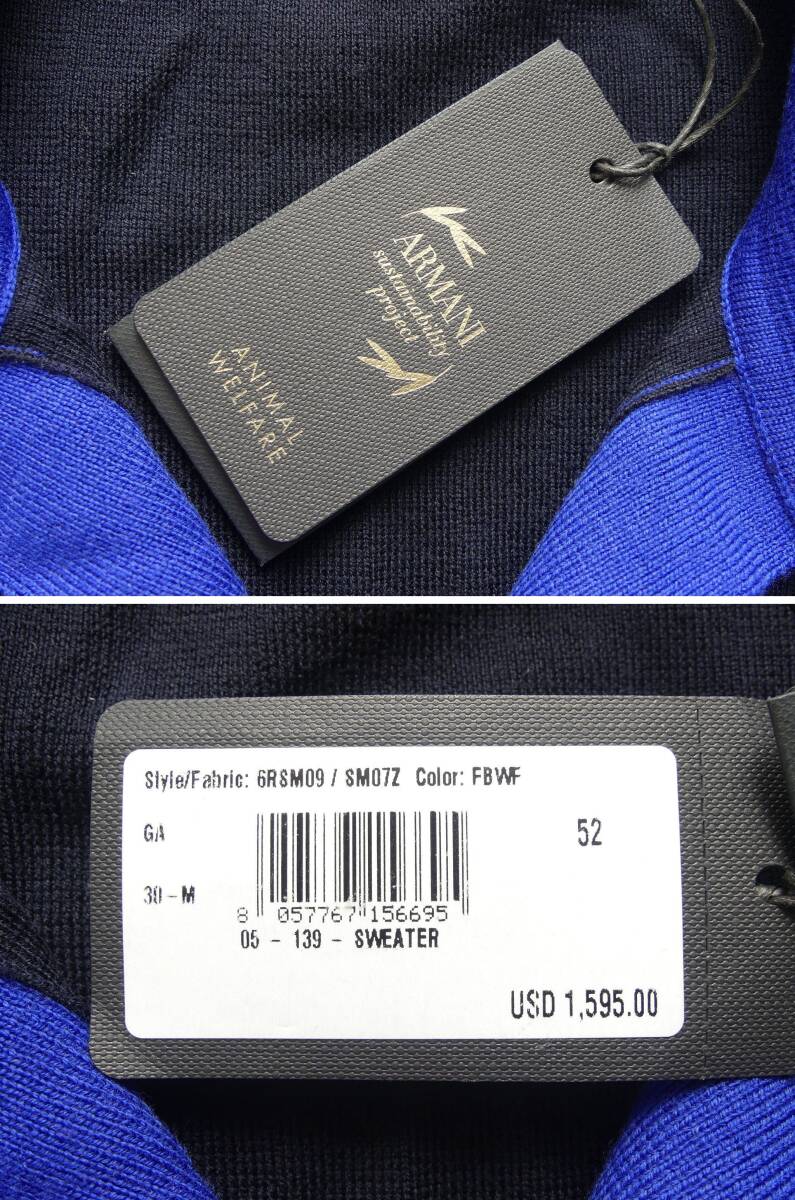 ARMANI
sustainability
project
ANIMAL
WELFARE
Style/Fabric: 6RSM09 / SM07Z Color: FBWF
GA
52
30-M
8 057767 156695
05 - 139 - SWEATER
USD 1,595.00